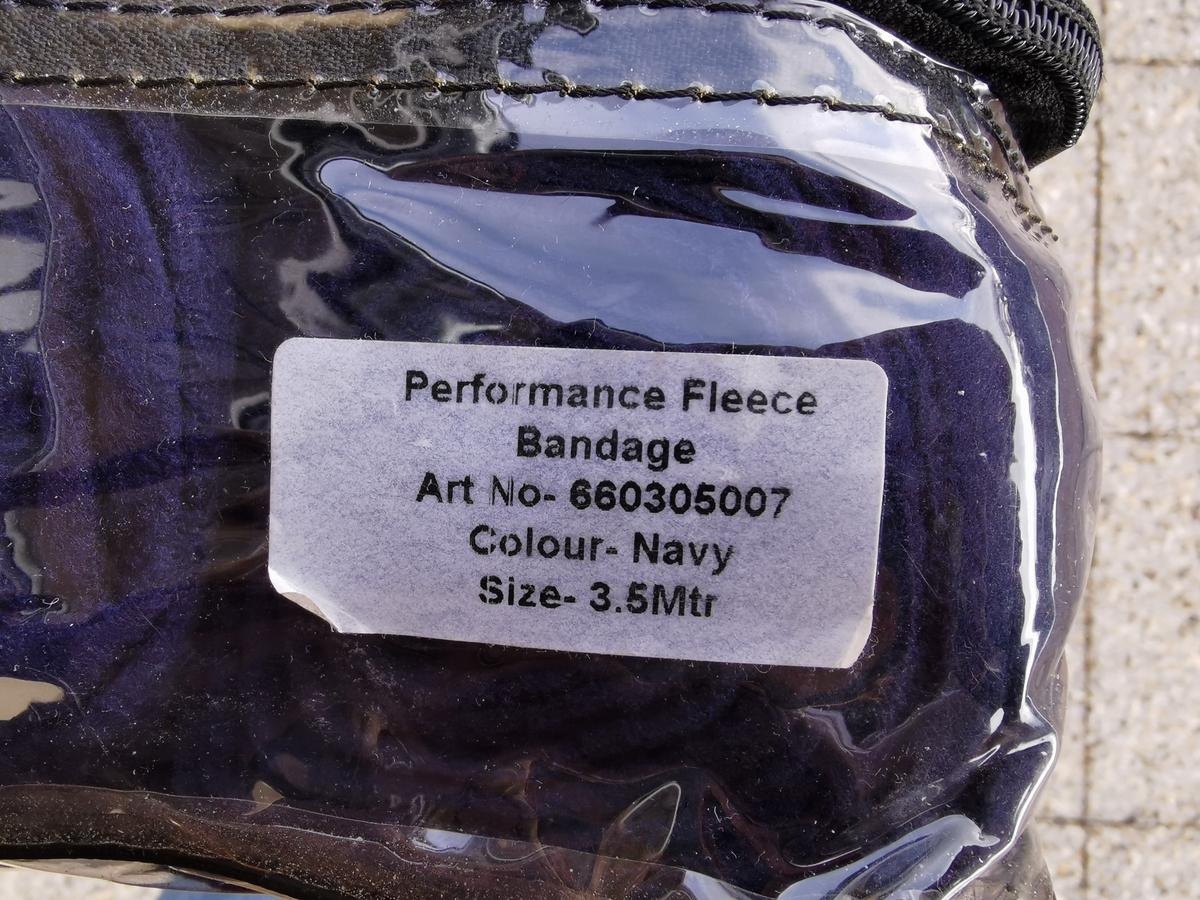 Performance Fleece
Bandage
Art No- 660305007
Colour- Navy
Size- 3.5Mtr